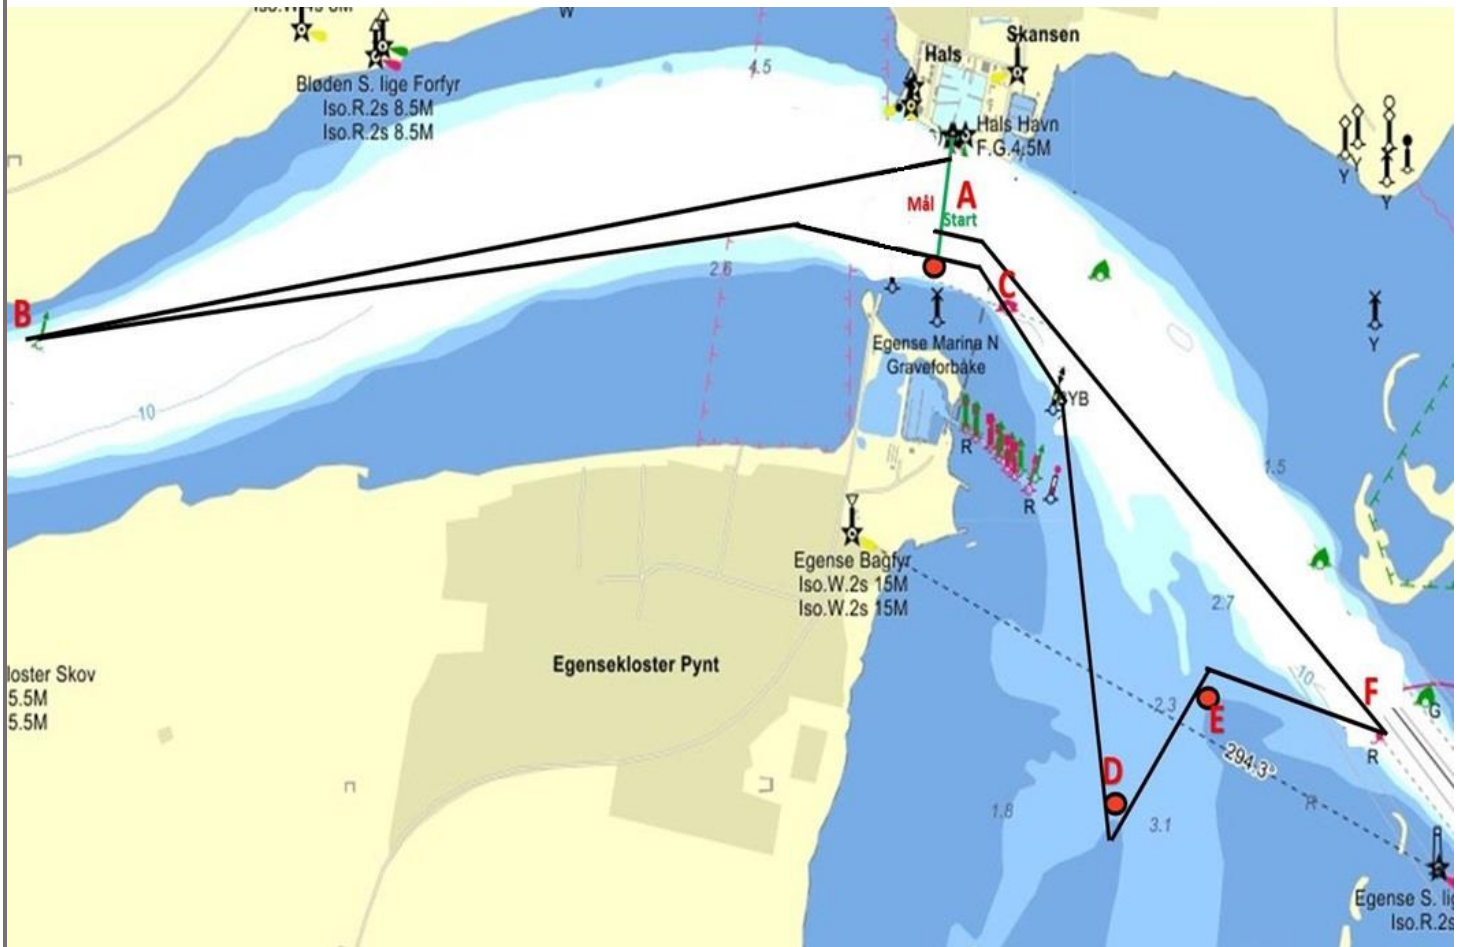 W
Skansen
Hals
4.5
Bløden S. lige Forfyr
Iso.R.2s 8.5M
Iso.R.2s 8.5M
Hals Havn
F.G.4.5M
Y
Y
Y
A
Mål
Start
2.6
B
C
Egense Marina N
Graveforbåke
Y
10
R
R
1.5
Egense Bagfyr
Iso.W.2s 15M
Iso.W.2s 15M
2.7
Egensekloster Pynt
loster Skov
5.5M
5.5M
10
F
G
2.3
E
R
294.3°
D
R
1.8
3.1
Egense S. lig
Iso.R.2s